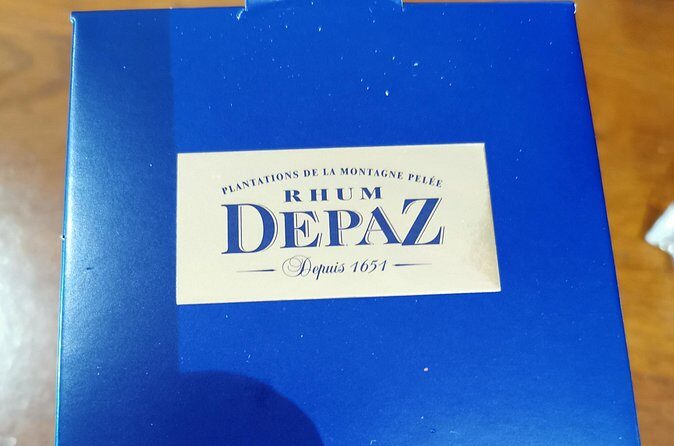 PLANTATIONS DE LA MONTAGNE PELÉE
RHUM
DEPAZ
Depuis 1651